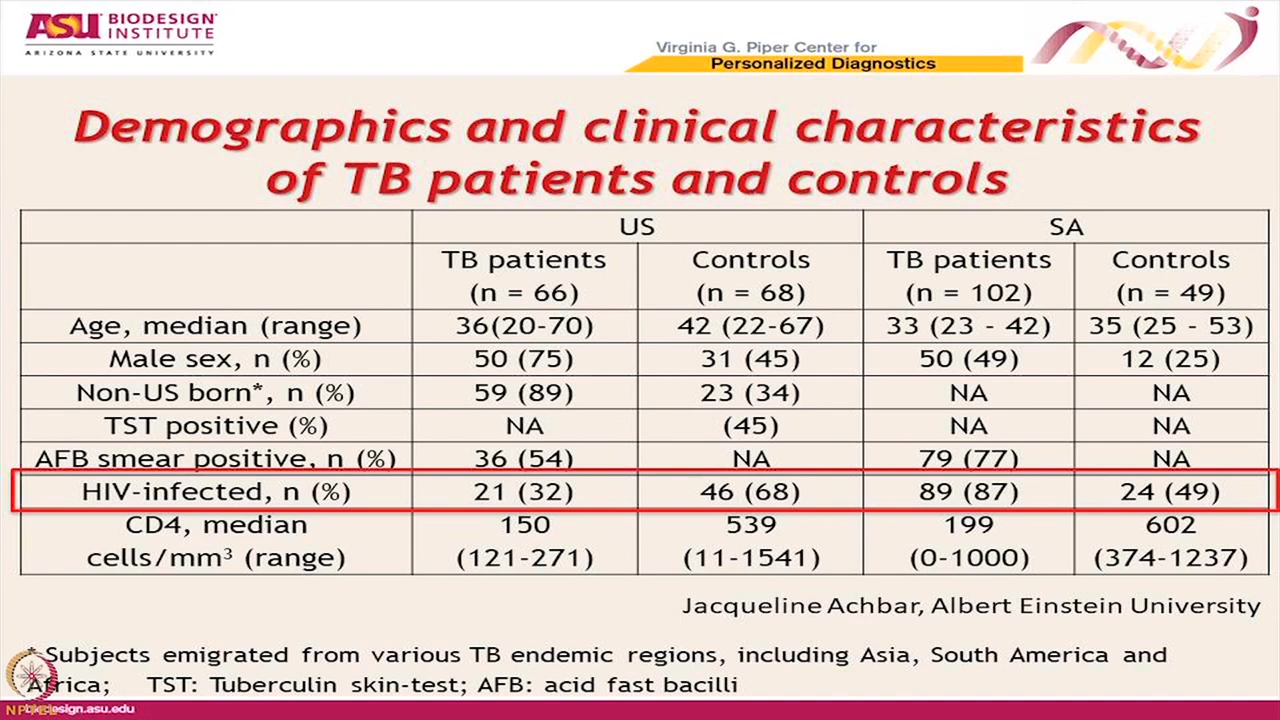 ASU BIODESIGN INSTITUTE
ARIZONA STATE UNIVERSITY
Virginia G. Piper Center for
Personalized Diagnostics
Demographics and clinical characteristics
of TB patients and controls
US SA
TB patients (n = 66) Controls (n = 68) TB patients (n = 102) Controls (n = 49)
Age, median (range) 36(20-70) 42 (22-67) 33 (23 - 42) 35 (25 - 53)
Male sex, n (%) 50 (75) 31 (45) 50 (49) 12 (25)
Non-US born*, n (%) 59 (89) 23 (34) NA NA
TST positive (%) NA (45) NA NA
AFB smear positive, n (%) 36 (54) NA 79 (77) NA
HIV-infected, n (%) 21 (32) 46 (68) 89 (87) 24 (49)
CD4, median cells/mm³ (range) 150 (121-271) 539 (11-1541) 199 (0-1000) 602 (374-1237)
Jacqueline Achbar, Albert Einstein University
* Subjects emigrated from various TB endemic regions, including Asia, South America and
Africa; TST: Tuberculin skin-test; AFB: acid fast bacilli
NPTEL
biodesign.asu.edu